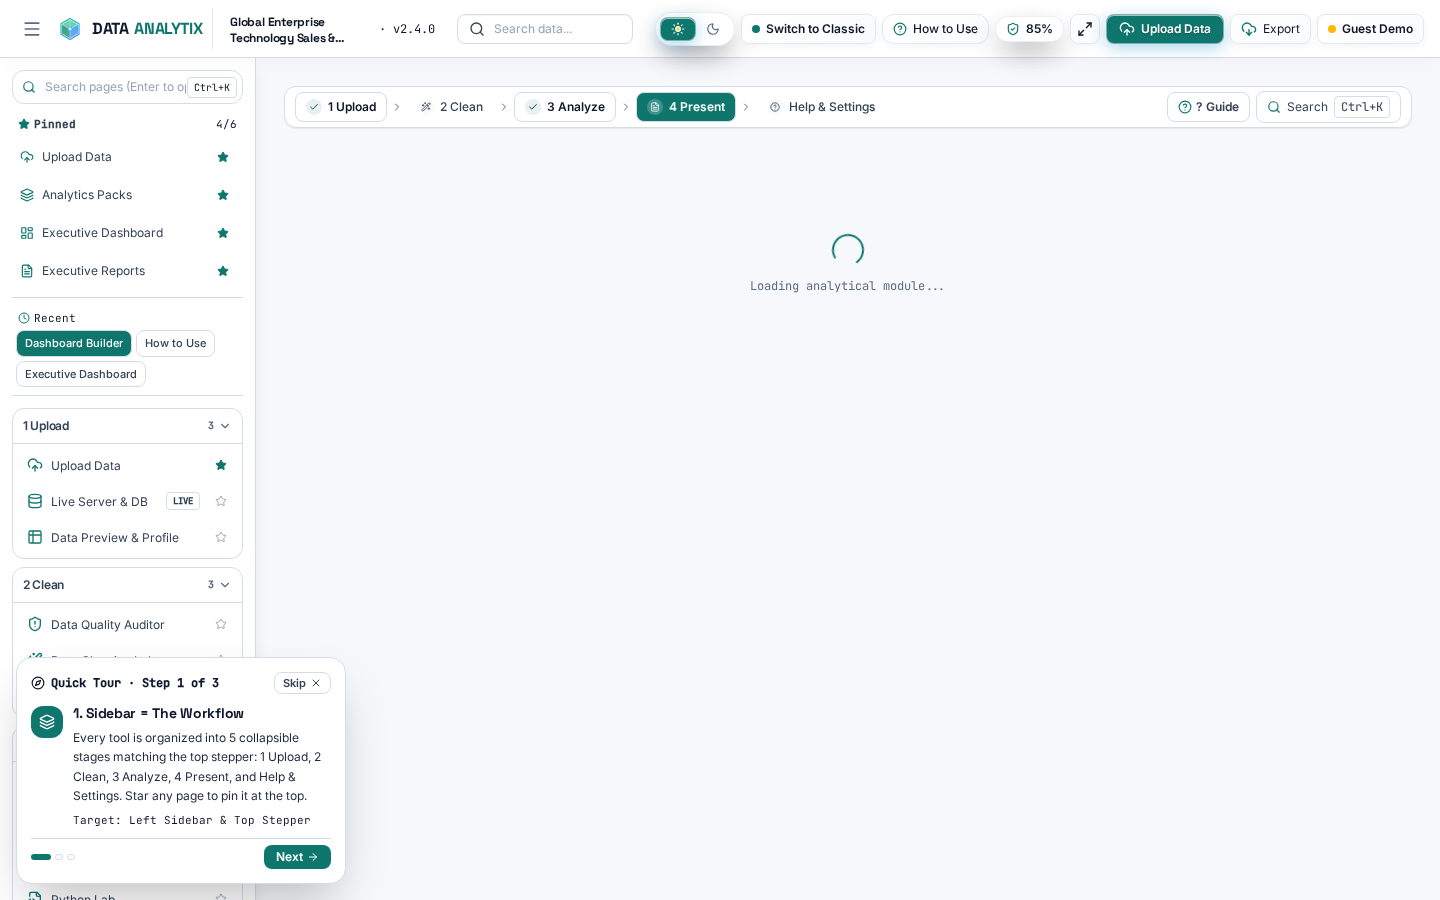 DATA ANALYTIX
Global Enterprise
Technology Sales &...
· v2.4.0
Search data...
Switch to Classic
How to Use
85%
Upload Data
Export
Guest Demo
Search pages (Enter to op
Ctrl+K
Pinned
4/6
Upload Data
Analytics Packs
Executive Dashboard
Executive Reports
Recent
Dashboard Builder
How to Use
Executive Dashboard
1 Upload
3
Upload Data
Live Server & DB
LIVE
Data Preview & Profile
2 Clean
3
Data Quality Auditor
1 Upload
2 Clean
3 Analyze
4 Present
Help & Settings
? Guide
Search
Ctrl+K
Loading analytical module...
Quick Tour · Step 1 of 3
Skip
1. Sidebar = The Workflow
Every tool is organized into 5 collapsible
stages matching the top stepper: 1 Upload, 2
Clean, 3 Analyze, 4 Present, and Help &
Settings. Star any page to pin it at the top.
Target: Left Sidebar & Top Stepper
Next
Python Lab